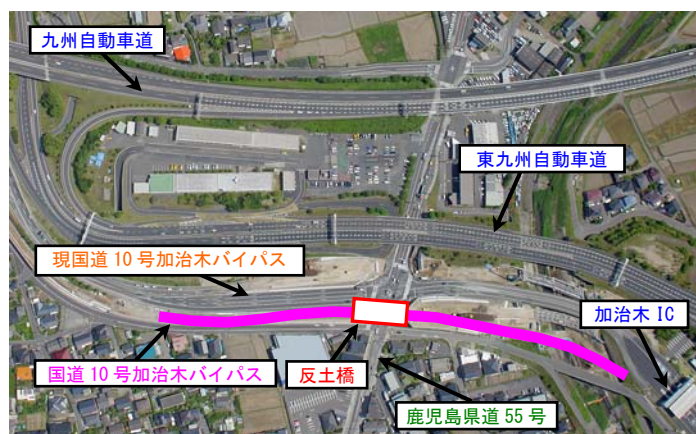 九州自動車道
東九州自動車道
現国道 10 号加治木バイパス
加治木 IC
国道 10 号加治木バイパス
反土橋
鹿児島県道 55 号